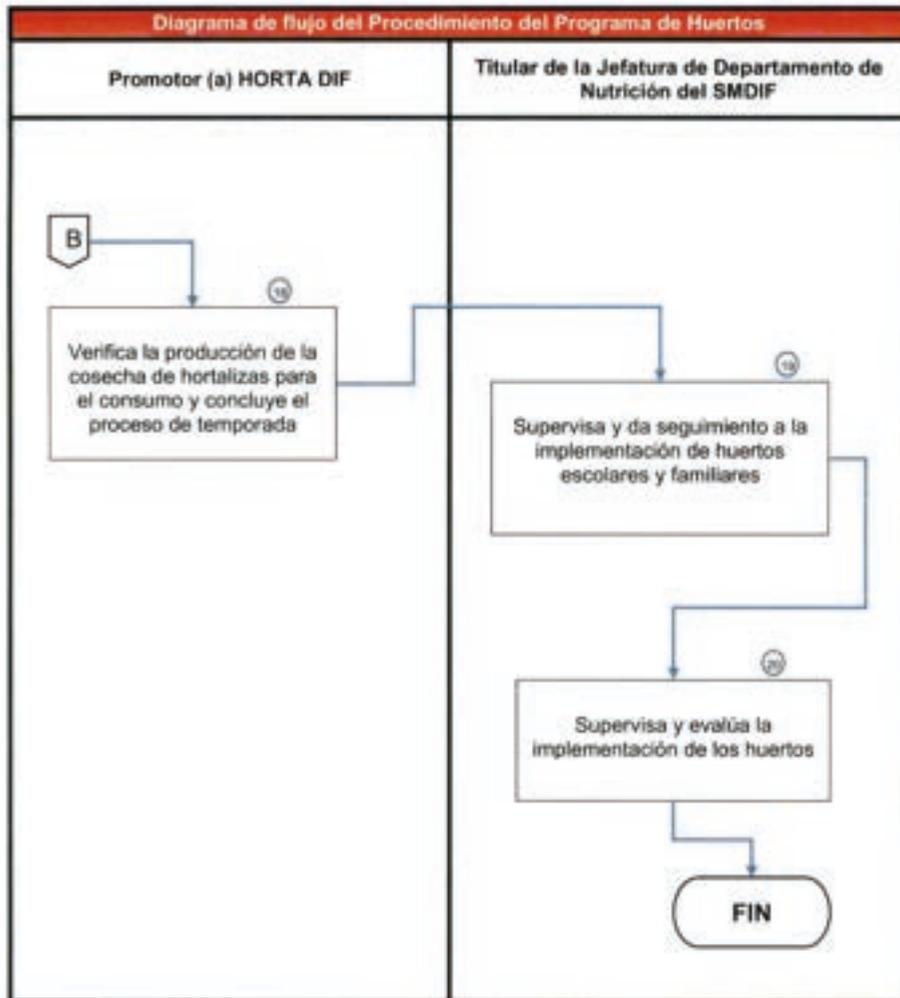 Diagrama de flujo del Procedimiento del Programa de Huertos
Promotor (a) HORTA DIF
Titular de la Jefatura de Departamento de
Nutrición del SMDIF
B
18
Verifica la producción de la
cosecha de hortalizas para
el consumo y concluye el
proceso de temporada
19
Supervisa y da seguimiento a la
implementación de huertos
escolares y familiares
20
Supervisa y evalúa la
implementación de los huertos
FIN